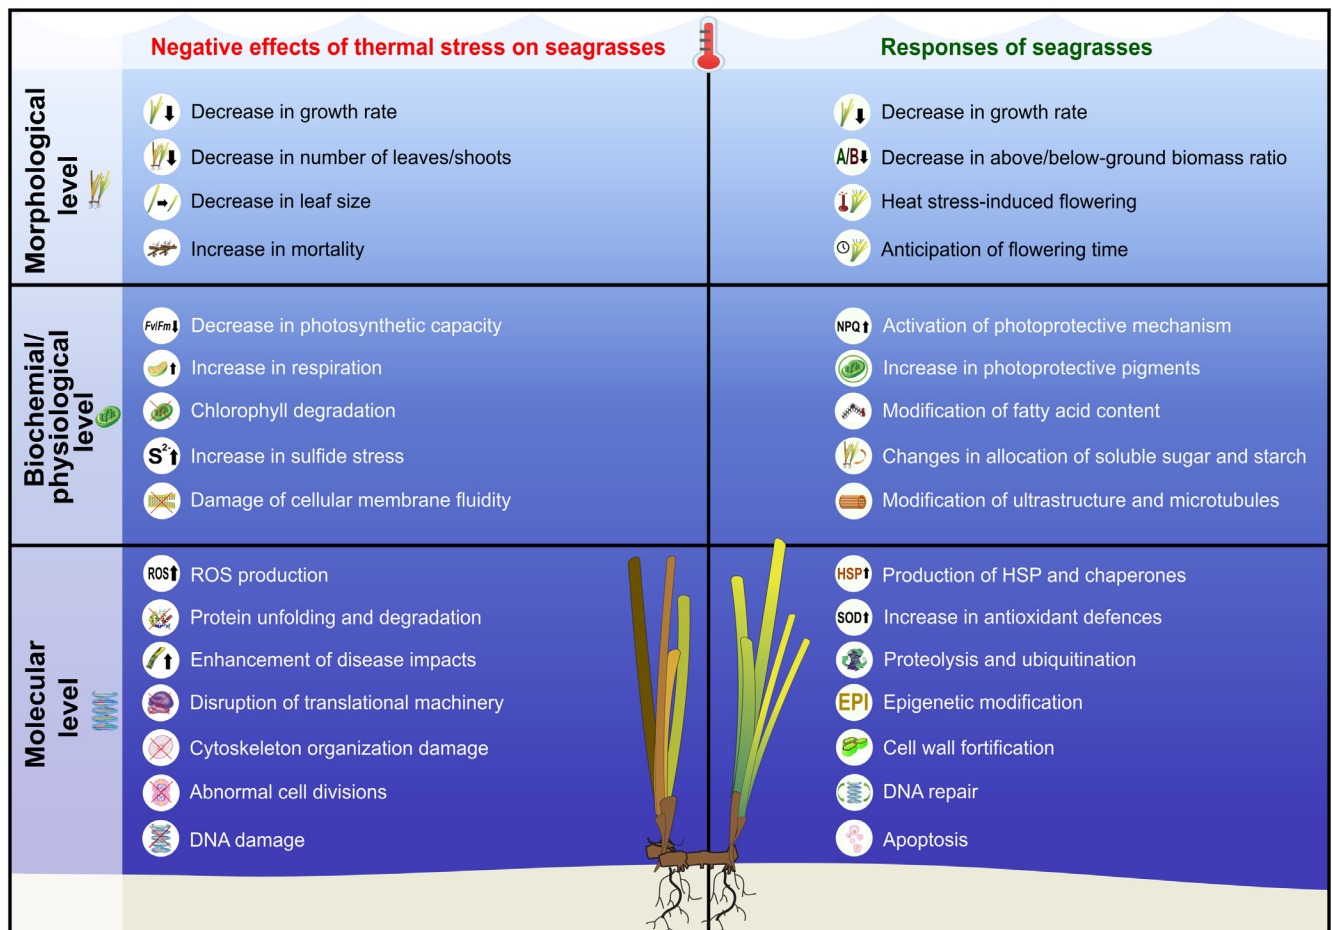 Negative effects of thermal stress on seagrasses
Responses of seagrasses
Morphological
level
Decrease in growth rate
Decrease in number of leaves/shoots
Decrease in leaf size
Increase in mortality
Decrease in growth rate
A/B Decrease in above/below-ground biomass ratio
Heat stress-induced flowering
Anticipation of flowering time
Biochemial/
physiological
level
Fv/Fm Decrease in photosynthetic capacity
Increase in respiration
Chlorophyll degradation
S2- Increase in sulfide stress
Damage of cellular membrane fluidity
NPQ Activation of photoprotective mechanism
Increase in photoprotective pigments
Modification of fatty acid content
Changes in allocation of soluble sugar and starch
Modification of ultrastructure and microtubules
Molecular
level
ROS ROS production
Protein unfolding and degradation
Enhancement of disease impacts
Disruption of translational machinery
Cytoskeleton organization damage
Abnormal cell divisions
DNA damage
HSP Production of HSP and chaperones
SOD Increase in antioxidant defences
Proteolysis and ubiquitination
EPI Epigenetic modification
Cell wall fortification
DNA repair
Apoptosis